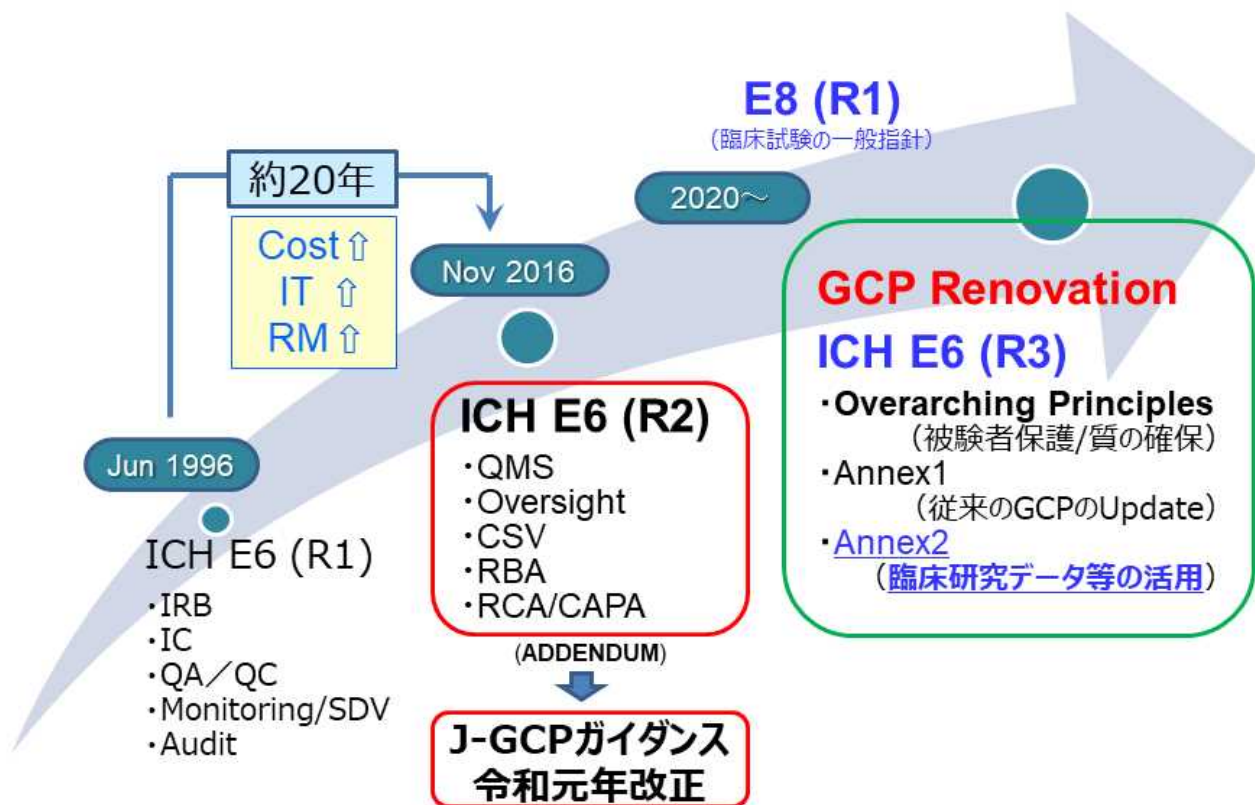 E8 (R1)
（臨床試験の一般指針）
約20年
Cost⇧
IT ⇧
RM⇧
2020～
Nov 2016
Jun 1996
ICH E6 (R1)
・IRB
・IC
・QA／QC
・Monitoring/SDV
・Audit
ICH E6 (R2)
・QMS
・Oversight
・CSV
・RBA
・RCA/CAPA
(ADDENDUM)
J-GCPガイダンス
令和元年改正
GCP Renovation
ICH E6 (R3)
・Overarching Principles
（被験者保護/質の確保）
・Annex1
（従来のGCPのUpdate）
・Annex2
（臨床研究データ等の活用）